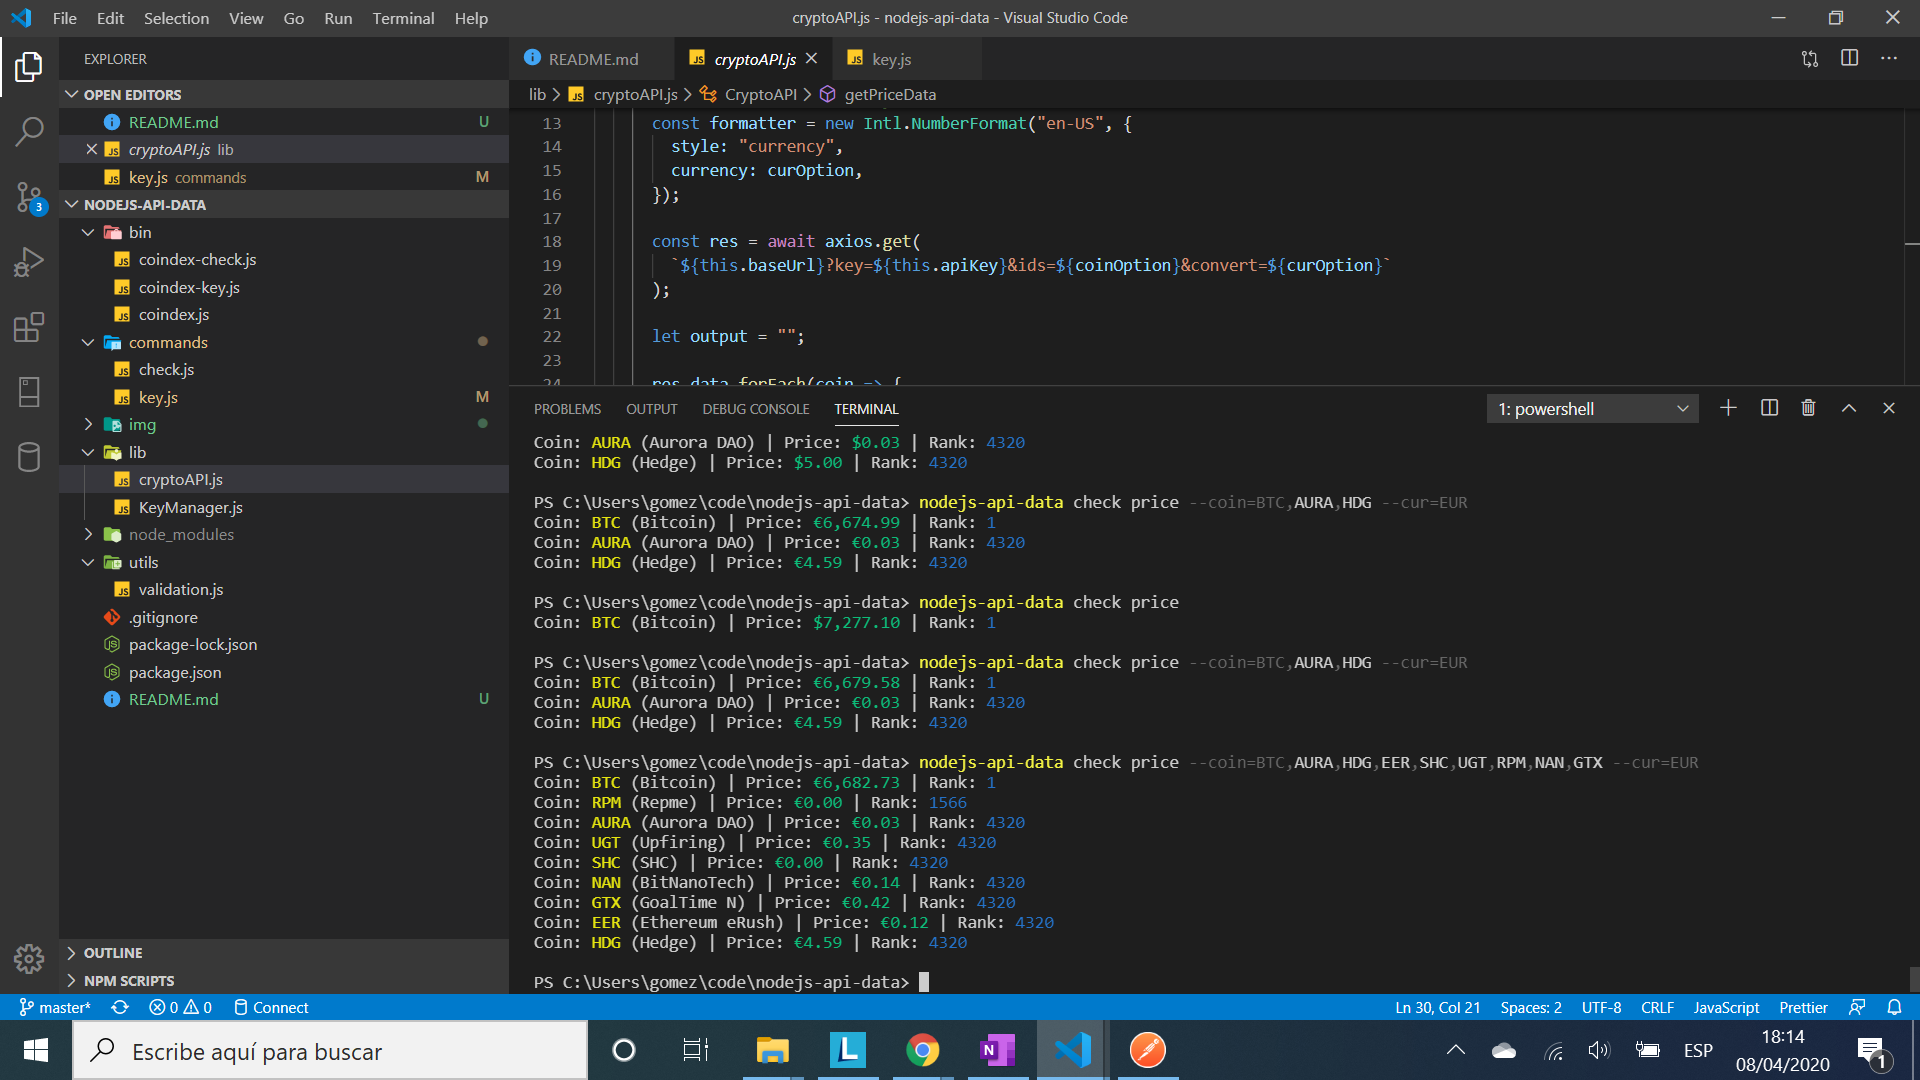 File Edit Selection View Go Run Terminal Help
cryptoAPI.js - nodejs-api-data - Visual Studio Code
EXPLORER
OPEN EDITORS
README.md U
cryptoAPI.js lib
key.js commands M
NODEJS-API-DATA
bin
coindex-check.js
coindex-key.js
coindex.js
commands
check.js
key.js M
img
lib
cryptoAPI.js
KeyManager.js
node_modules
utils
validation.js
.gitignore
package-lock.json
package.json
README.md U
OUTLINE
NPM SCRIPTS
3
README.md
cryptoAPI.js
key.js
lib > cryptoAPI.js > CryptoAPI > getPriceData
13 const formatter = new Intl.NumberFormat("en-US", {
14 style: "currency",
15 currency: curOption,
16 });
17
18 const res = await axios.get(
19 `${this.baseUrl}?key=${this.apiKey}&ids=${coinOption}&convert=${curOption}`
20 );
21
22 let output = "";
23
24 res.data.forEach(coin => {
PROBLEMS OUTPUT DEBUG CONSOLE TERMINAL
1: powershell
Coin: AURA (Aurora DAO) | Price: $0.03 | Rank: 4320
Coin: HDG (Hedge) | Price: $5.00 | Rank: 4320
PS C:\Users\gomez\code\nodejs-api-data> nodejs-api-data check price --coin=BTC,AURA,HDG --cur=EUR
Coin: BTC (Bitcoin) | Price: €6,674.99 | Rank: 1
Coin: AURA (Aurora DAO) | Price: €0.03 | Rank: 4320
Coin: HDG (Hedge) | Price: €4.59 | Rank: 4320
PS C:\Users\gomez\code\nodejs-api-data> nodejs-api-data check price
Coin: BTC (Bitcoin) | Price: $7,277.10 | Rank: 1
PS C:\Users\gomez\code\nodejs-api-data> nodejs-api-data check price --coin=BTC,AURA,HDG --cur=EUR
Coin: BTC (Bitcoin) | Price: €6,679.58 | Rank: 1
Coin: AURA (Aurora DAO) | Price: €0.03 | Rank: 4320
Coin: HDG (Hedge) | Price: €4.59 | Rank: 4320
PS C:\Users\gomez\code\nodejs-api-data> nodejs-api-data check price --coin=BTC,AURA,HDG,EER,SHC,UGT,RPM,NAN,GTX --cur=EUR
Coin: BTC (Bitcoin) | Price: €6,682.73 | Rank: 1
Coin: RPM (Repme) | Price: €0.00 | Rank: 1566
Coin: AURA (Aurora DAO) | Price: €0.03 | Rank: 4320
Coin: UGT (Upfiring) | Price: €0.35 | Rank: 4320
Coin: SHC (SHC) | Price: €0.00 | Rank: 4320
Coin: NAN (BitNanoTech) | Price: €0.14 | Rank: 4320
Coin: GTX (GoalTime N) | Price: €0.42 | Rank: 4320
Coin: EER (Ethereum eRush) | Price: €0.12 | Rank: 4320
Coin: HDG (Hedge) | Price: €4.59 | Rank: 4320
PS C:\Users\gomez\code\nodejs-api-data>
master* 0 0 Connect
Ln 30, Col 21 Spaces: 2 UTF-8 CRLF JavaScript Prettier
Escribe aquí para buscar
L
N
ESP
18:14
08/04/2020
1